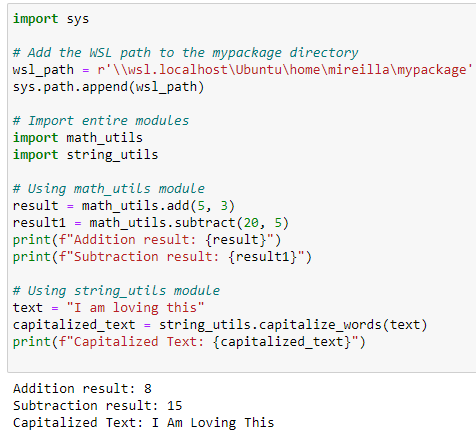 import sys
# Add the WSL path to the mypackage directory
wsl_path = r'\\wsl.localhost\Ubuntu\home\mireilla\mypackage'
sys.path.append(wsl_path)
# Import entire modules
import math_utils
import string_utils
# Using math_utils module
result = math_utils.add(5, 3)
result1 = math_utils.subtract(20, 5)
print(f"Addition result: {result}")
print(f"Subtraction result: {result1}")
# Using string_utils module
text = "I am loving this"
capitalized_text = string_utils.capitalize_words(text)
print(f"Capitalized Text: {capitalized_text}")
Addition result: 8
Subtraction result: 15
Capitalized Text: I Am Loving This